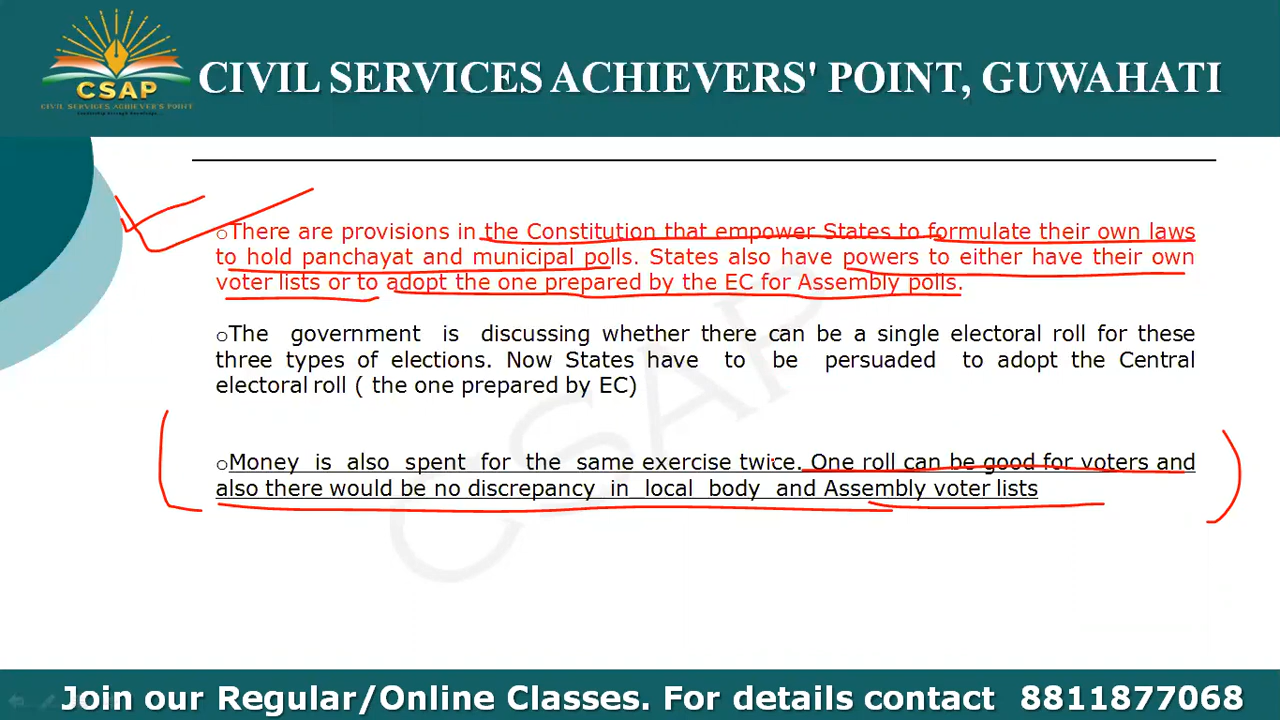 CSAP
CIVIL SERVICES ACHIEVER'S POINT
CIVIL SERVICES ACHIEVERS' POINT, GUWAHATI
There are provisions in the Constitution that empower States to formulate their own laws
to hold panchayat and municipal polls. States also have powers to either have their own
voter lists or to adopt the one prepared by the EC for Assembly polls.
The government is discussing whether there can be a single electoral roll for these
three types of elections. Now States have to be persuaded to adopt the Central
electoral roll ( the one prepared by EC)
Money is also spent for the same exercise twice. One roll can be good for voters and
also there would be no discrepancy in local body and Assembly voter lists
CSAP
Join our Regular/Online Classes. For details contact 8811877068